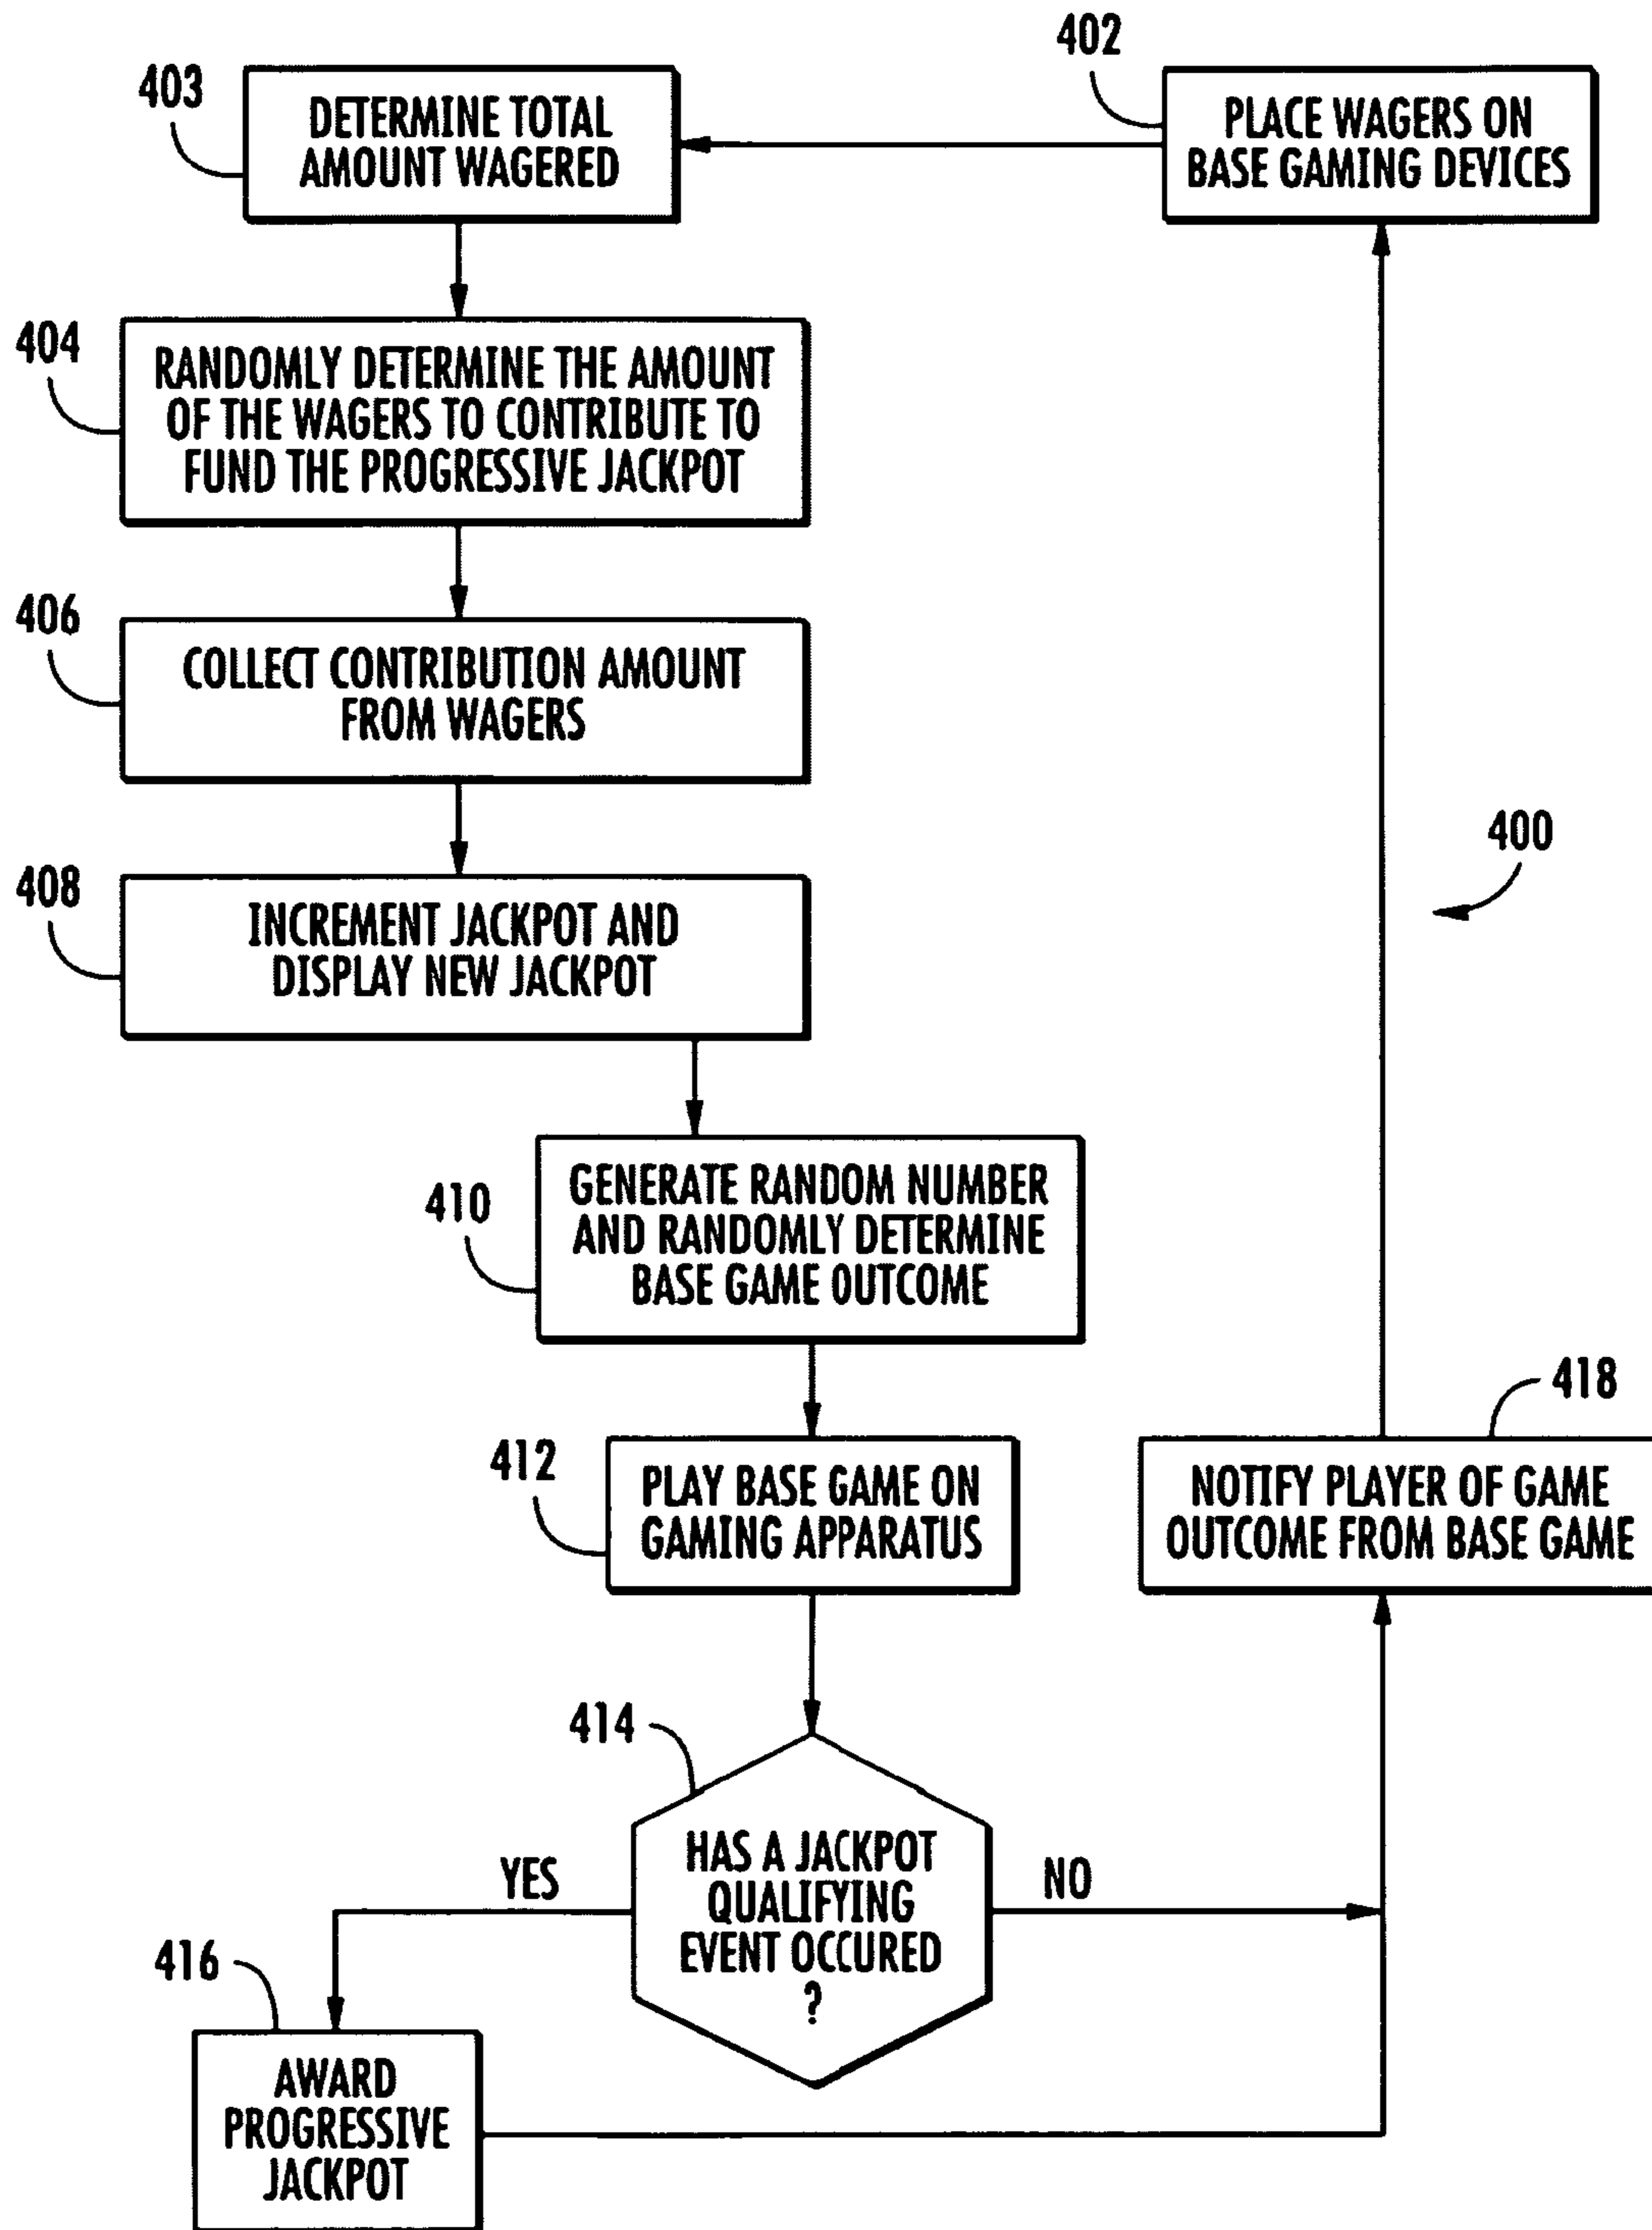 402
PLACE WAGERS ON
BASE GAMING DEVICES
403
DETERMINE TOTAL
AMOUNT WAGERED
404
RANDOMLY DETERMINE THE AMOUNT
OF THE WAGERS TO CONTRIBUTE TO
FUND THE PROGRESSIVE JACKPOT
406
COLLECT CONTRIBUTION AMOUNT
FROM WAGERS
400
408
INCREMENT JACKPOT AND
DISPLAY NEW JACKPOT
410
GENERATE RANDOM NUMBER
AND RANDOMLY DETERMINE
BASE GAME OUTCOME
412
PLAY BASE GAME ON
GAMING APPARATUS
418
NOTIFY PLAYER OF GAME
OUTCOME FROM BASE GAME
414
HAS A JACKPOT
QUALIFYING
EVENT OCCURED
?
YES
NO
416
AWARD
PROGRESSIVE
JACKPOT